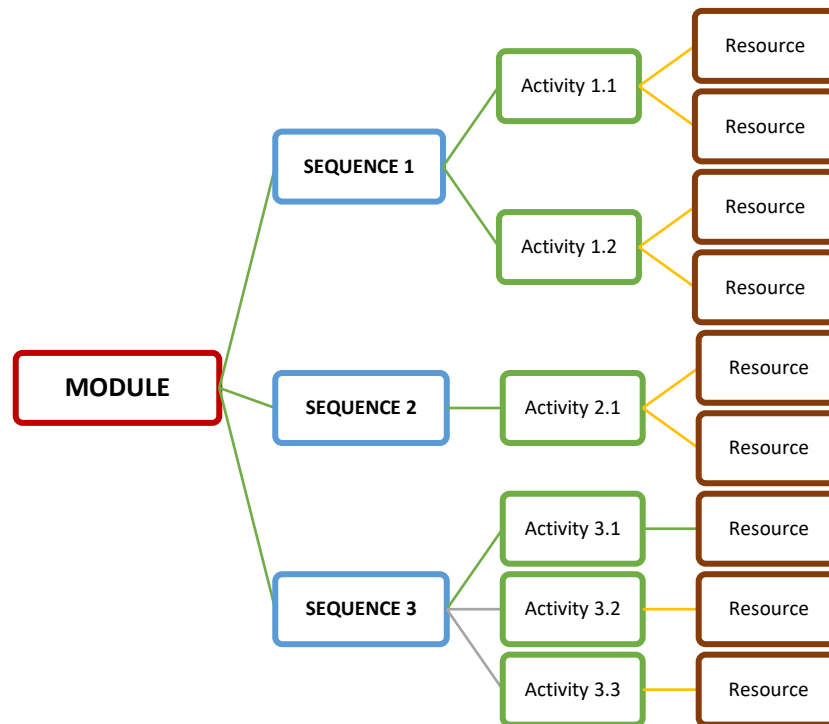 Resource
Activity 1.1
Resource
SEQUENCE 1
Resource
Activity 1.2
Resource
MODULE
Resource
SEQUENCE 2
Activity 2.1
Resource
Activity 3.1
Resource
SEQUENCE 3
Activity 3.2
Resource
Activity 3.3
Resource